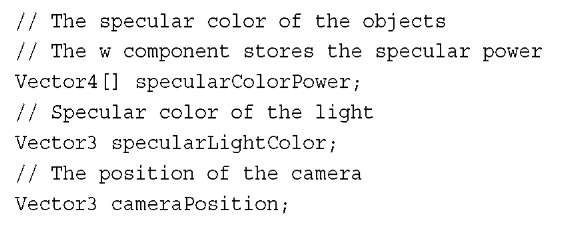 // The specular color of the objects
// The w component stores the specular power
Vector4[] specularColorPower;
// Specular color of the light
Vector3 specularLightColor;
// The position of the camera
Vector3 cameraPosition;